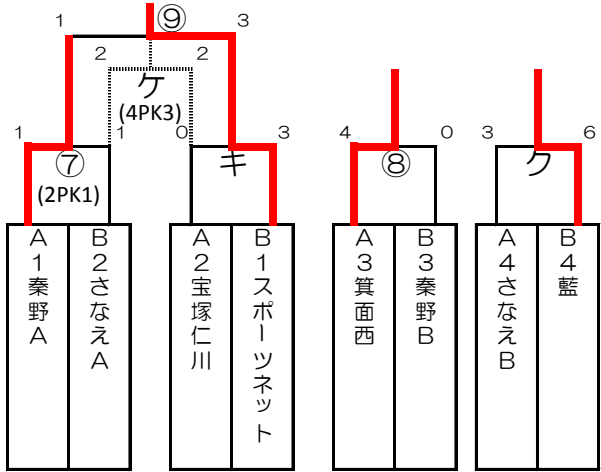 1 ⑨ 3
2 2
ケ
(4PK3)
1 1 0 3 4 0 3 6
⑦ キ ⑧ ク
(2PK1)
A1秦野A
B2さなえA
A2宝塚仁川
B1スポーツネット
A3箕面西
B3秦野B
A4さなえB
B4藍